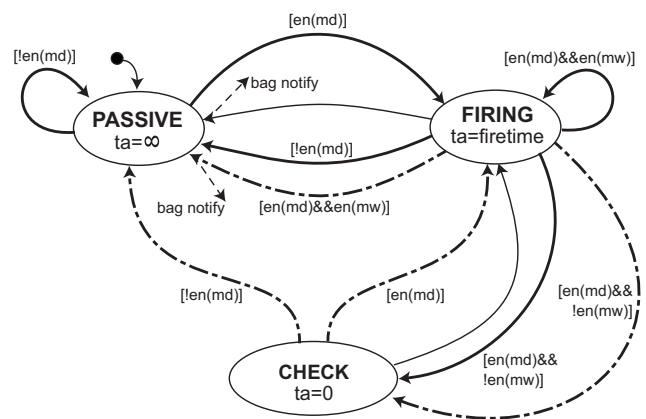 [en(md)]
[!en(md)]
[en(md)&&en(mw)]
bag notify
PASSIVE
ta=∞
FIRING
ta=firetime
[!en(md)]
bag notify
[en(md)&&en(mw)]
[!en(md)]
[en(md)]
[en(md)&&
!en(mw)]
[en(md)&&
!en(mw)]
CHECK
ta=0